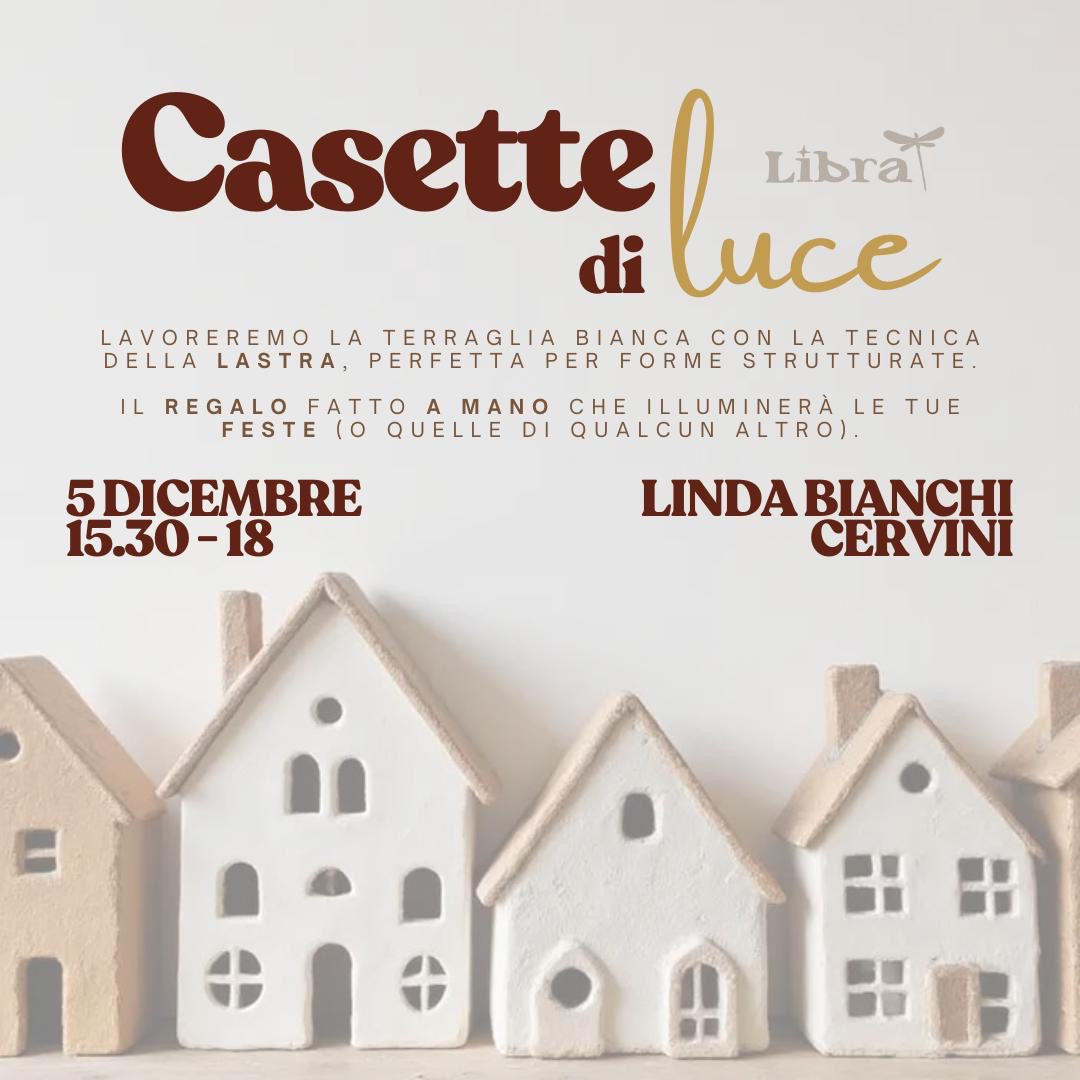 Casette
Libra
di luce
LAVOREREMO LA TERRAGLIA BIANCA CON LA TECNICA
DELLA LASTRA, PERFETTA PER FORME STRUTTURATE.
IL REGALO FATTO A MANO CHE ILLUMINERÀ LE TUE
FESTE (O QUELLE DI QUALCUN ALTRO).
5 DICEMBRE
15.30 – 18
LINDA BIANCHI
CERVINI